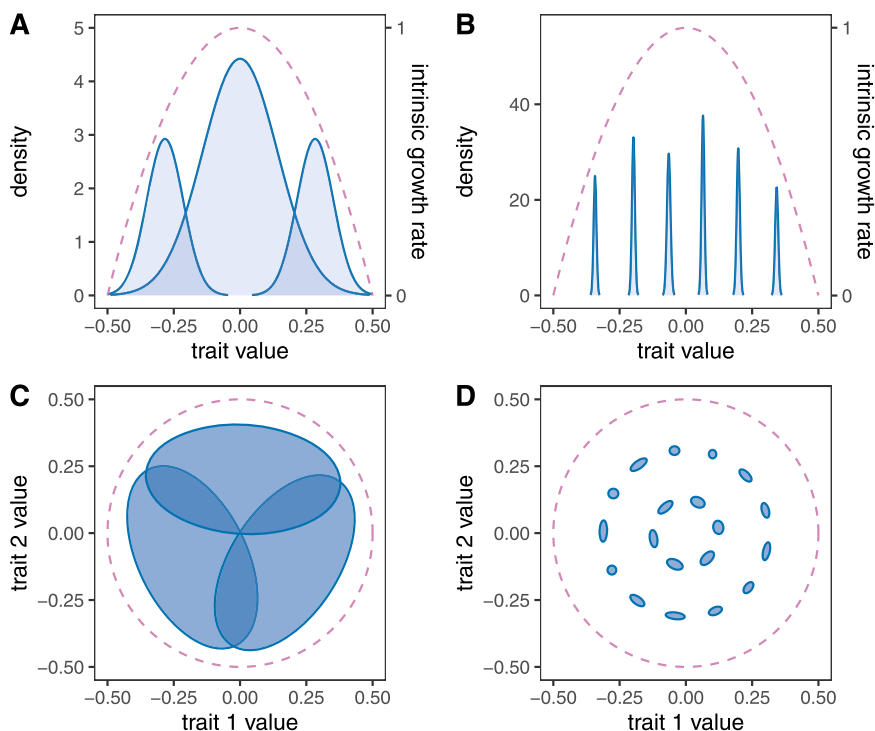 A
B
5
4
3
2
1
0
density
1
0
intrinsic growth rate
−0.50 −0.25 0.00 0.25 0.50
trait value
40
20
0
density
1
0
intrinsic growth rate
−0.50 −0.25 0.00 0.25 0.50
trait value
C
D
0.50
0.25
0.00
−0.25
−0.50
trait 2 value
−0.50 −0.25 0.00 0.25 0.50
trait 1 value
0.50
0.25
0.00
−0.25
−0.50
trait 2 value
−0.50 −0.25 0.00 0.25 0.50
trait 1 value